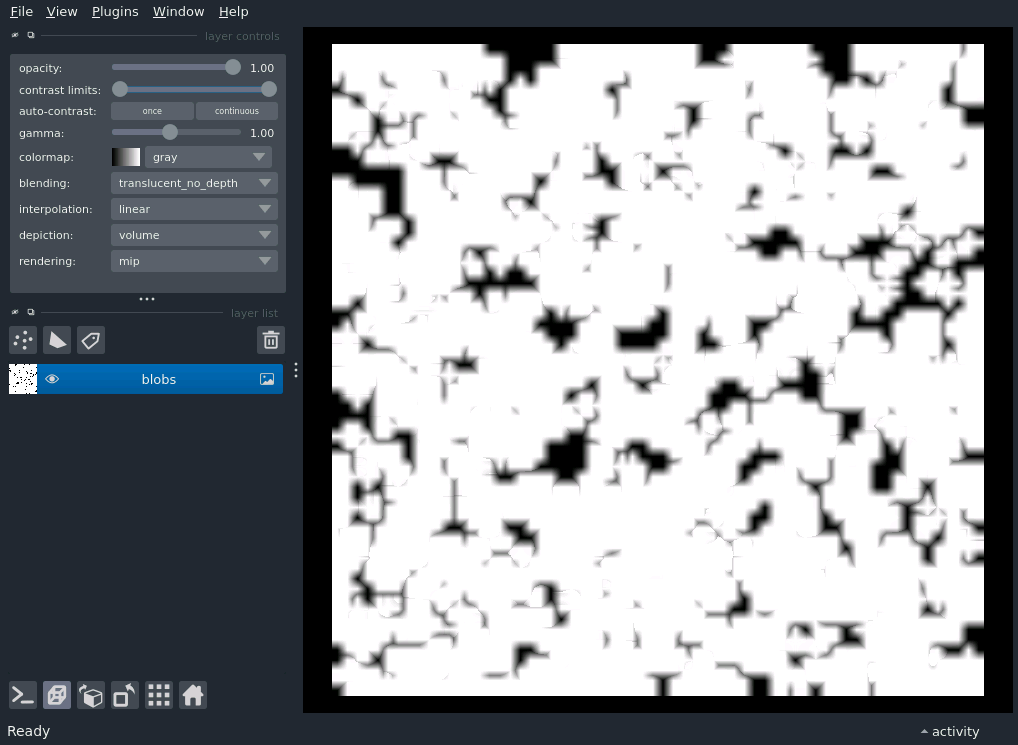 File View Plugins Window Help
layer controls
opacity: 1.00
contrast limits:
auto-contrast: once continuous
gamma: 1.00
colormap: gray
blending: translucent_no_depth
interpolation: linear
depiction: volume
rendering: mip
layer list
blobs
Ready activity